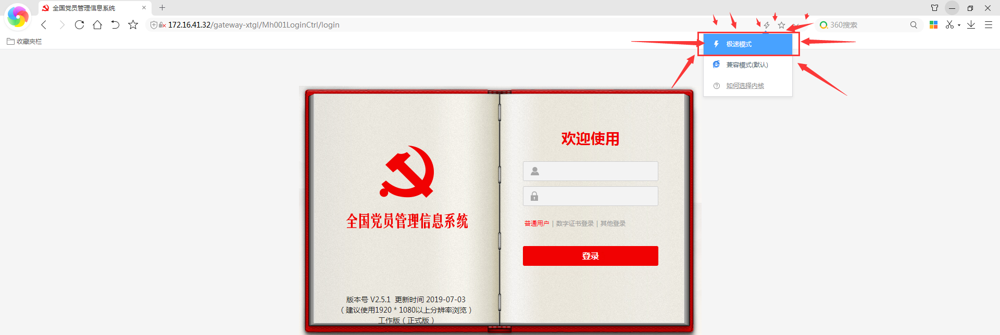 全国党员管理信息系统
172.16.41.32/gateway-xtgl/Mh001LoginCtrl/login
360搜索
收藏夹栏
极速模式
兼容模式(默认)
如何选择内核
全国党员管理信息系统
版本号 V2.5.1 更新时间 2019-07-03
（建议使用1920 * 1080以上分辨率浏览）
工作版（正式版）
欢迎使用
普通用户 | 数字证书登录 | 其他登录
登录